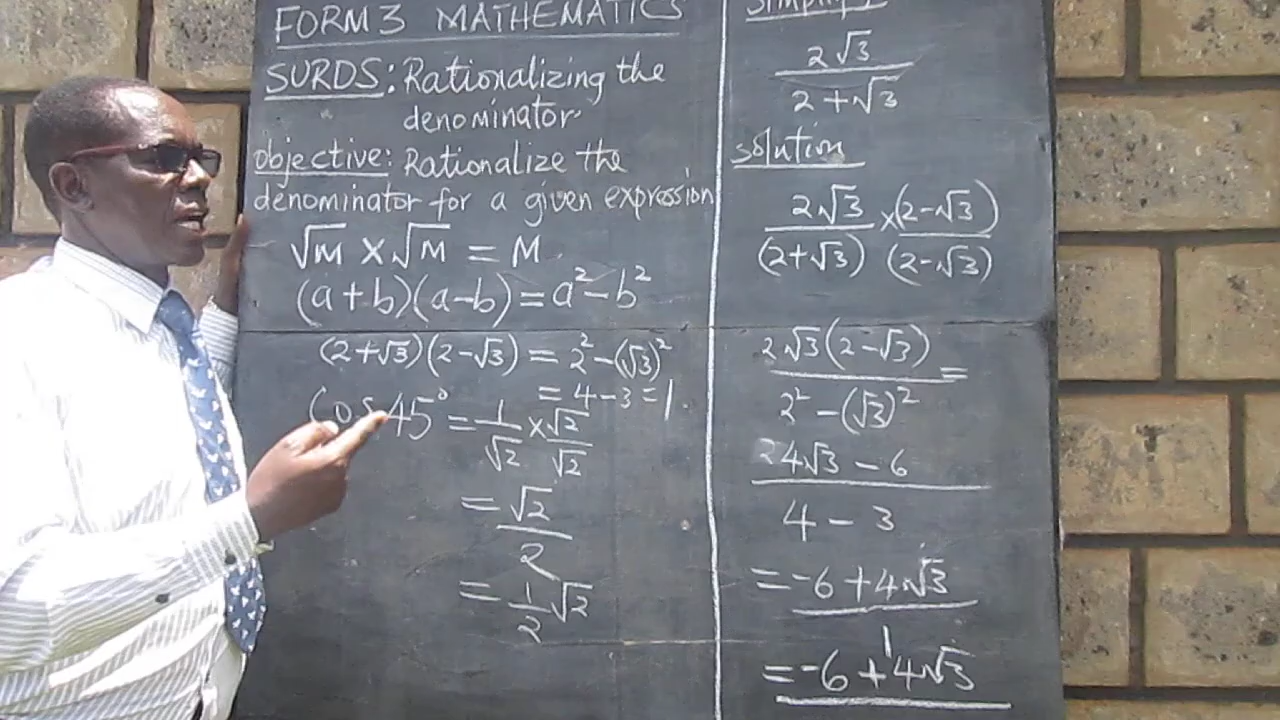 FORM 3 MATHEMATICS
SURDS: Rationalizing the
denominator
Objective: Rationalize the
denominator for a given expression
√M × √M = M
(a+b)(a-b) = a² - b²
(2+√3)(2-√3) = 2² - (√3)²
= 4 - 3 = 1.
Cos 45° = 1/√2 × √2/√2
= √2/2
= 1/2 √2
Simplify
2√3
2 + √3
Solution
2√3 × (2-√3)
(2+√3) (2-√3)
2√3(2-√3) =
2² - (√3)²
4√3 - 6
4 - 3
= -6 + 4√3
1
= -6 + 4√3